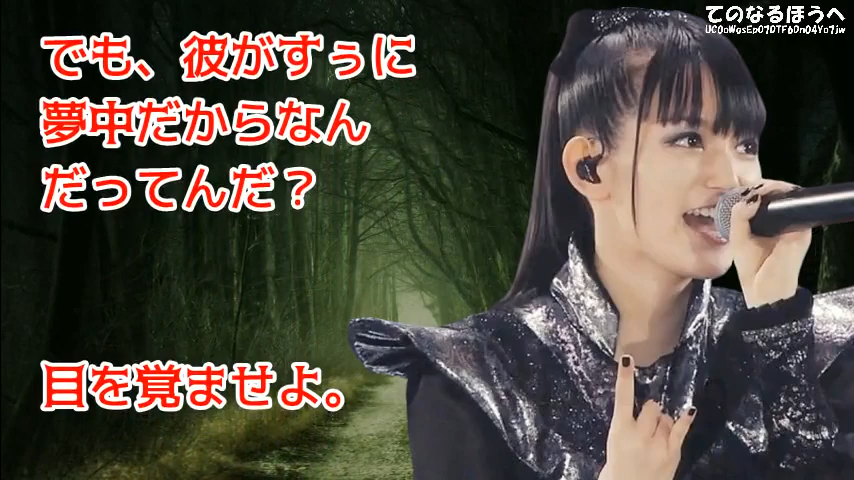 てのなるほうへ
でも、彼がすぅに
夢中だからなん
だってんだ？
目を覚ませよ。